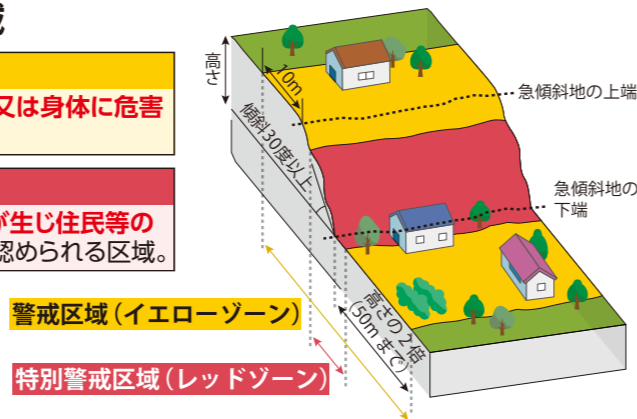 域
又は身体に危害
が生じ住民等の
認められる区域。
高さ
10m
傾斜30度以上
急傾斜地の上端
急傾斜地の
下端
警戒区域(イエローゾーン)
特別警戒区域(レッドゾーン)
高さの2倍
(50mまで)